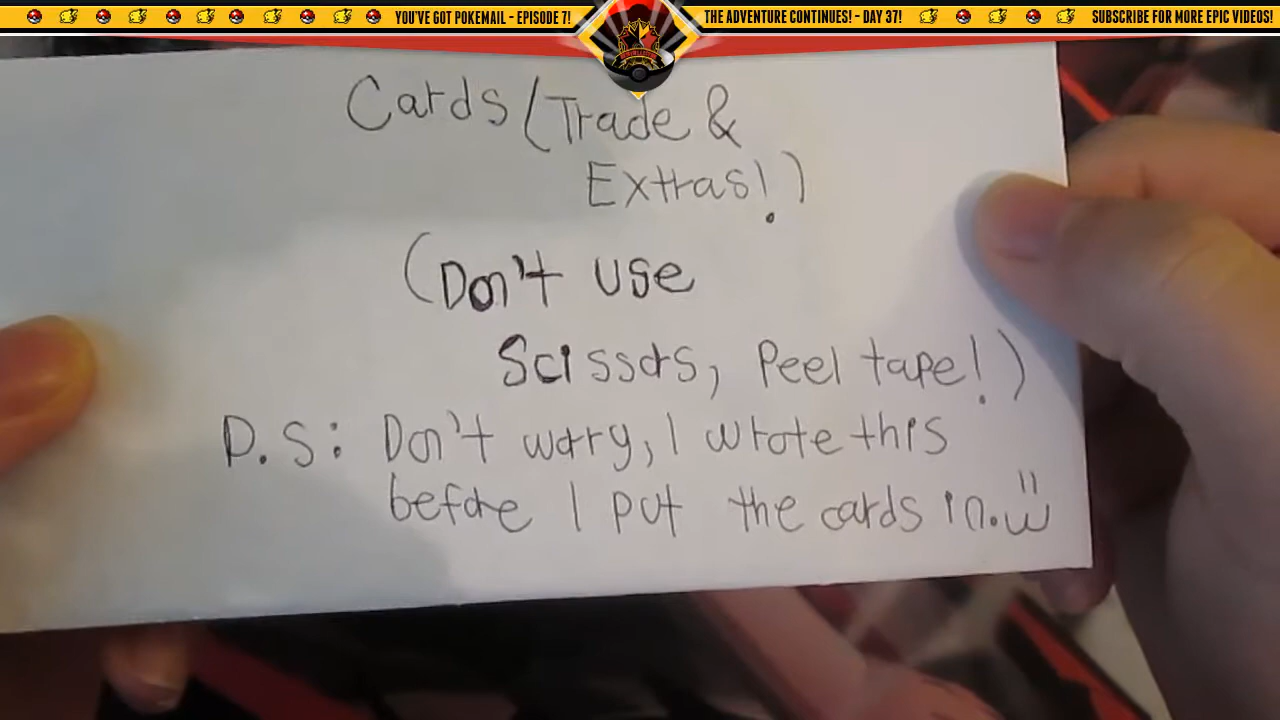 YOU'VE GOT POKEMAIL - EPISODE 7!
THE ADVENTURE CONTINUES! - DAY 37!
SUBSCRIBE FOR MORE EPIC VIDEOS!
Cards (Trade &
Extras!)
(Don't use
Scissors, Peel tape!)
P.S: Don't worry, I wrote this
before I put the cards in.